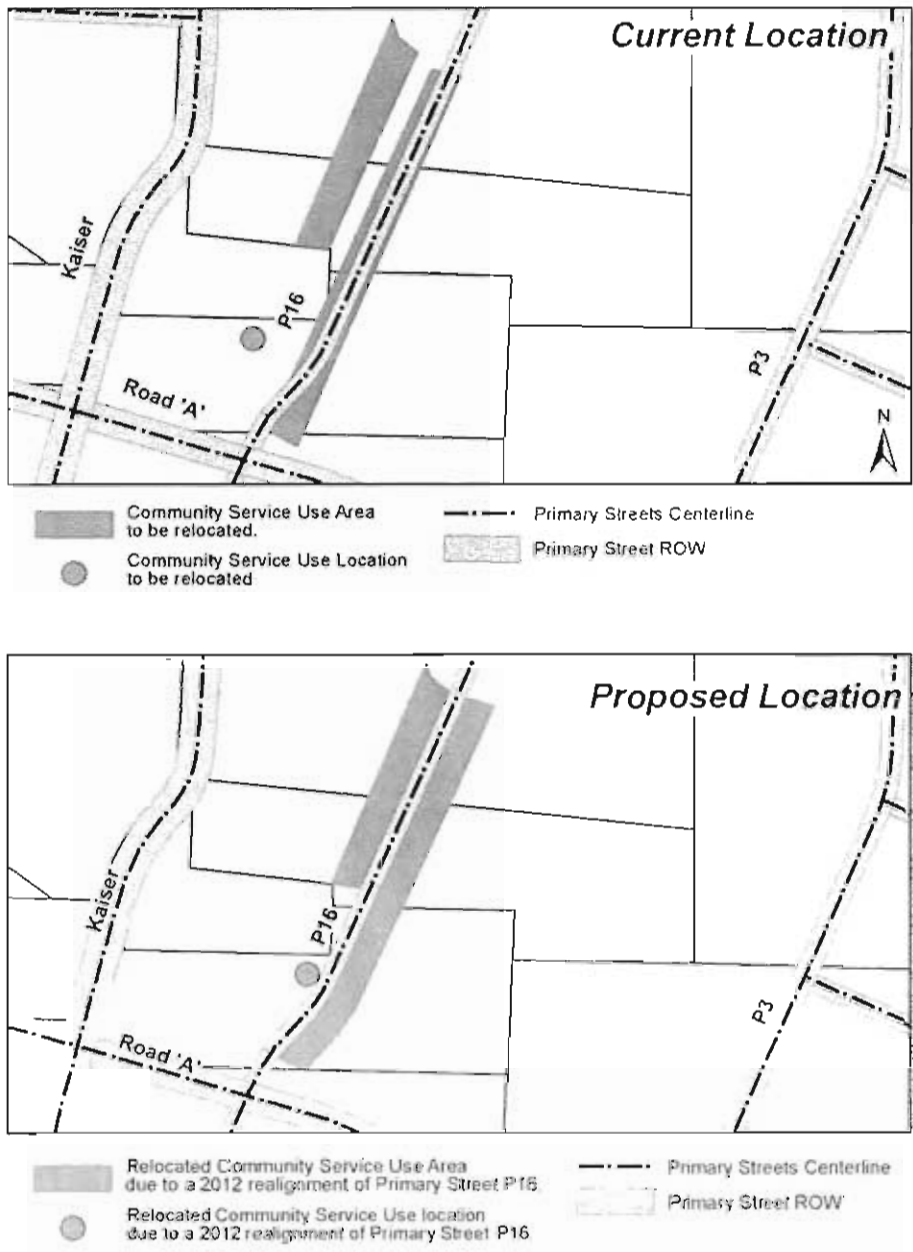 Current Location
Kaiser
P16
Road 'A'
P3
N
Community Service Use Area
to be relocated.
Primary Streets Centerline
Community Service Use Location
to be relocated
Primary Street ROW
Proposed Location
Kaiser
P16
Road 'A'
P3
Relocated Community Service Use Area
due to a 2012 realignment of Primary Street P16
Primary Streets Centerline
Relocated Community Service Use location
due to a 2012 realignment of Primary Street P16
Primary Street ROW